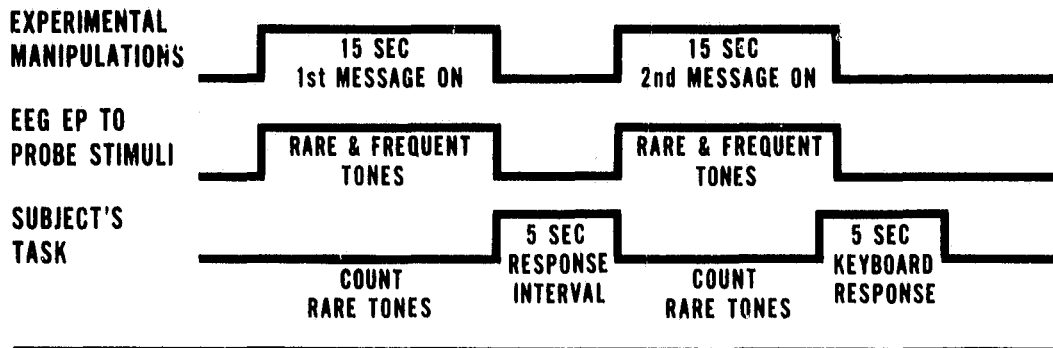 EXPERIMENTAL
MANIPULATIONS
15 SEC
1st MESSAGE ON
15 SEC
2nd MESSAGE ON
EEG EP TO
PROBE STIMULI
RARE & FREQUENT
TONES
RARE & FREQUENT
TONES
SUBJECT'S
TASK
COUNT
RARE TONES
5 SEC
RESPONSE
INTERVAL
COUNT
RARE TONES
5 SEC
KEYBOARD
RESPONSE